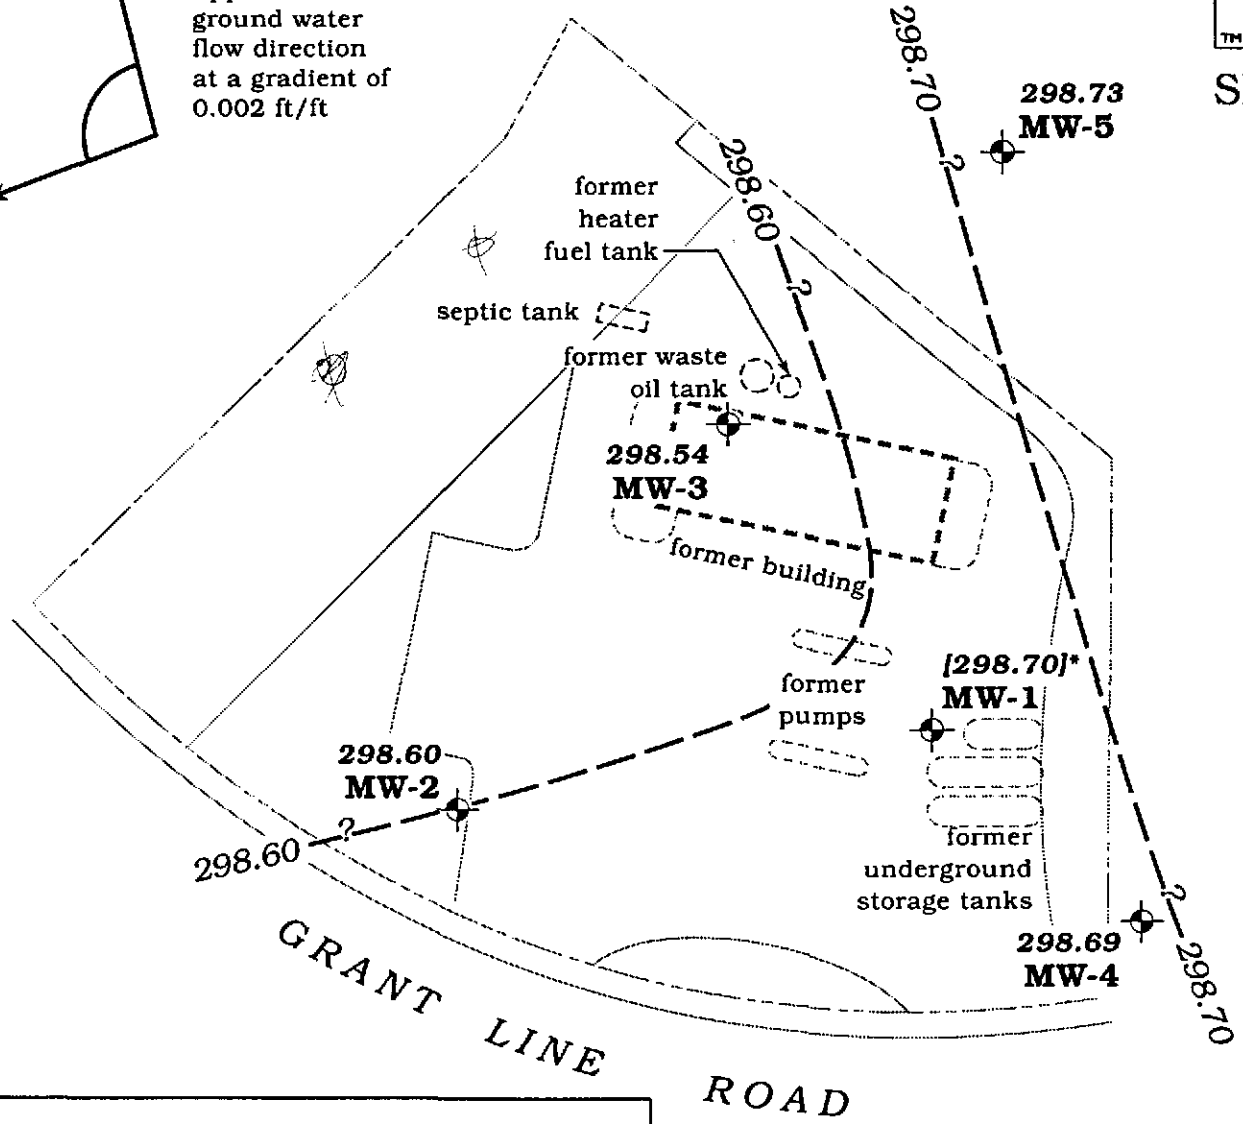 ground water
flow direction
at a gradient of
0.002 ft/ft
TM
298.70
298.73
MW-5
?
298.60
former
heater
fuel tank
?
septic tank
former waste
oil tank
298.54
MW-3
former building
[298.70]*
MW-1
former
pumps
298.60
MW-2
?
298.60
former
underground
storage tanks
?
298.69
MW-4
298.70
GRANT LINE ROAD